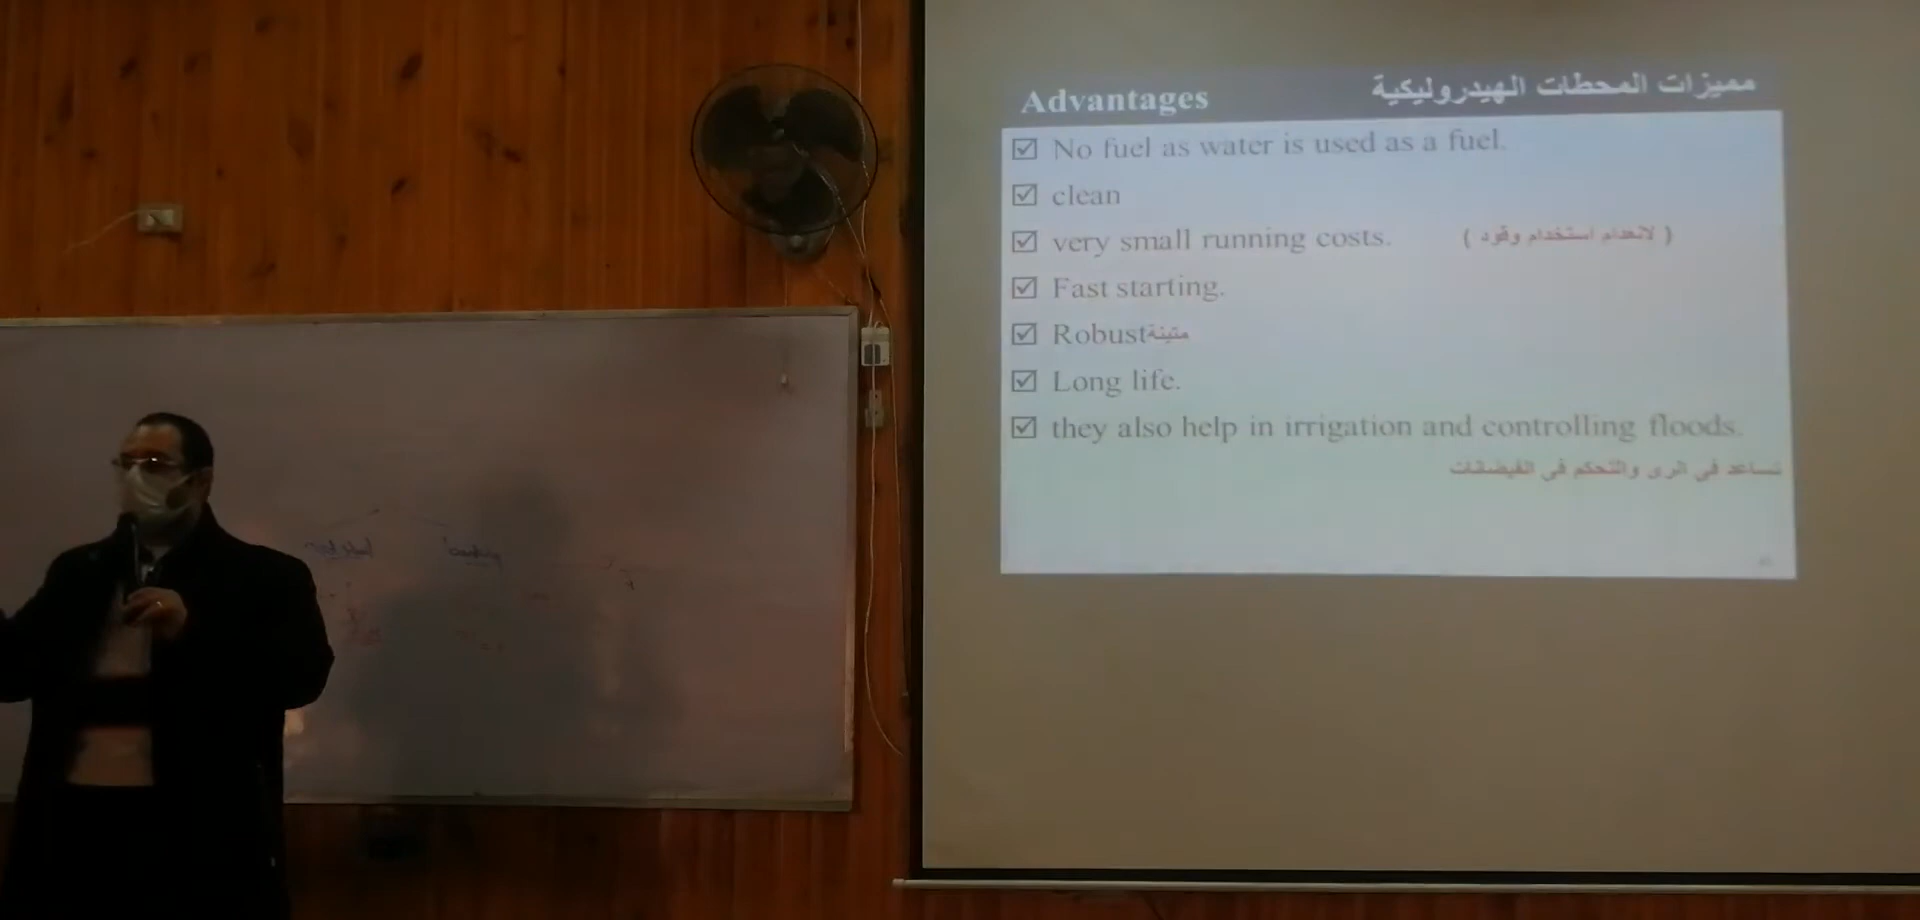 Advantages مميزات المحطات الهيدروليكية
No fuel as water is used as a fuel.
clean
very small running costs. ( لانعدام استخدام وقود )
Fast starting.
Robust متينة
Long life.
they also help in irrigation and controlling floods.
تساعد في الرى والتحكم في الفيضانات